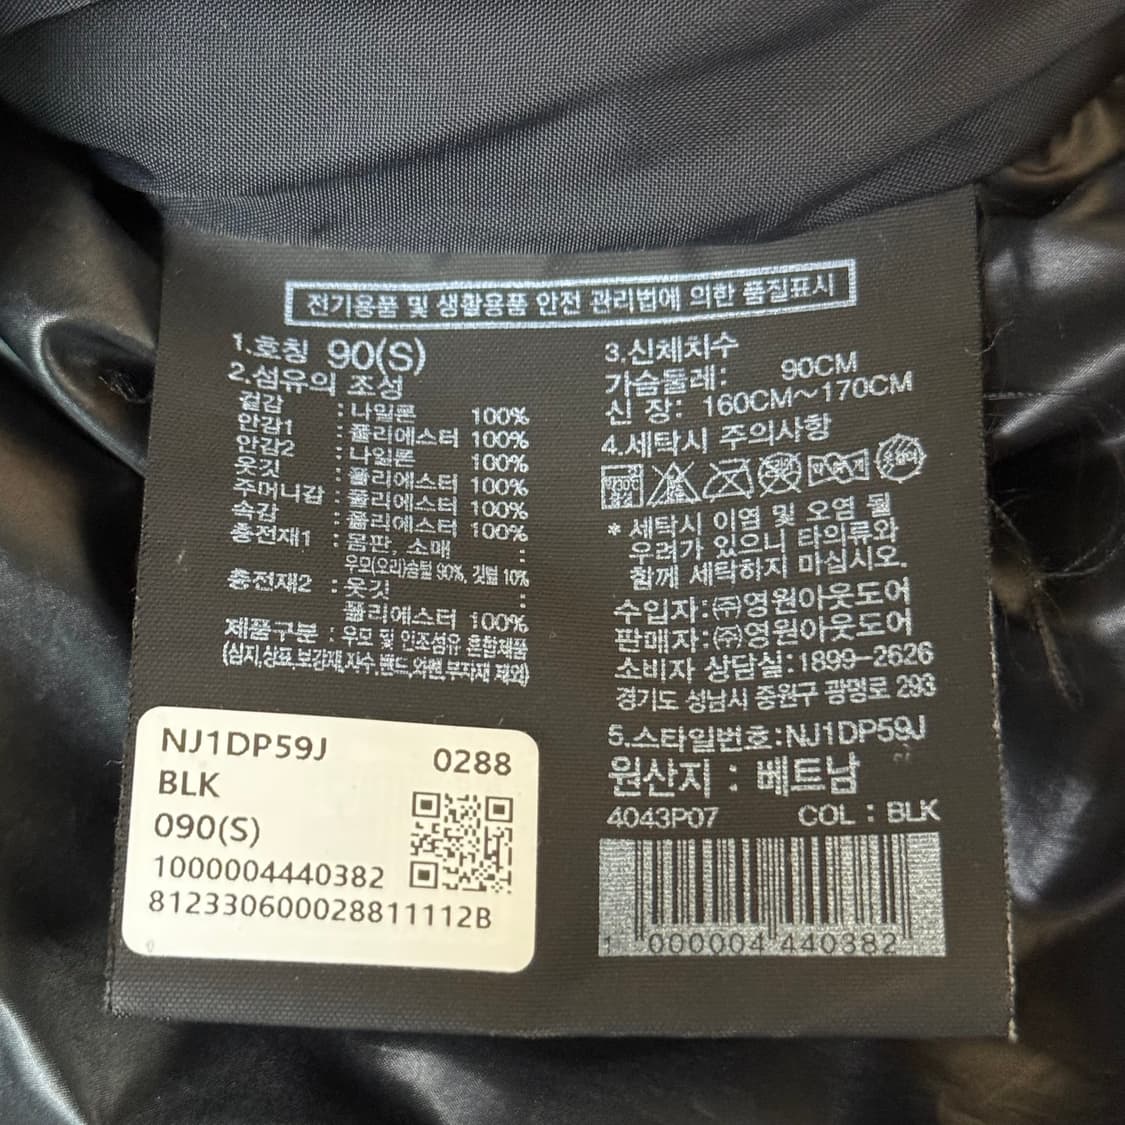 전기용품 및 생활용품 안전 관리법에 의한 품질표시
1.호칭 90(S)
2.섬유의 조성
겉감 : 나일론 100%
안감1 : 폴리에스터 100%
안감2 : 나일론 100%
옷깃 : 폴리에스터 100%
주머니감 : 폴리에스터 100%
속감 : 폴리에스터 100%
충전재1 : 몸판, 소매 :
우모(오리)솜털 90%, 깃털 10%
충전재2 : 옷깃 :
폴리에스터 100%
제품구분 : 우모 및 인조섬유 혼합제품
(심지,상표,보강재,자수,밴드,와펜,부자재 제외)
3.신체치수
가슴둘레: 90CM
신 장: 160CM~170CM
4.세탁시 주의사항
* 세탁시 이염 및 오염 될
우려가 있으니 타의류와
함께 세탁하지 마십시오.
수입자:㈜영원아웃도어
판매자:㈜영원아웃도어
소비자 상담실:1899-2626
경기도 성남시 중원구 광명로 293
5.스타일번호:NJ1DP59J
원산지 : 베트남
4043P07 COL : BLK
1 000004 440382
NJ1DP59J 0288
BLK
090(S)
1000004440382
812330600028811112B